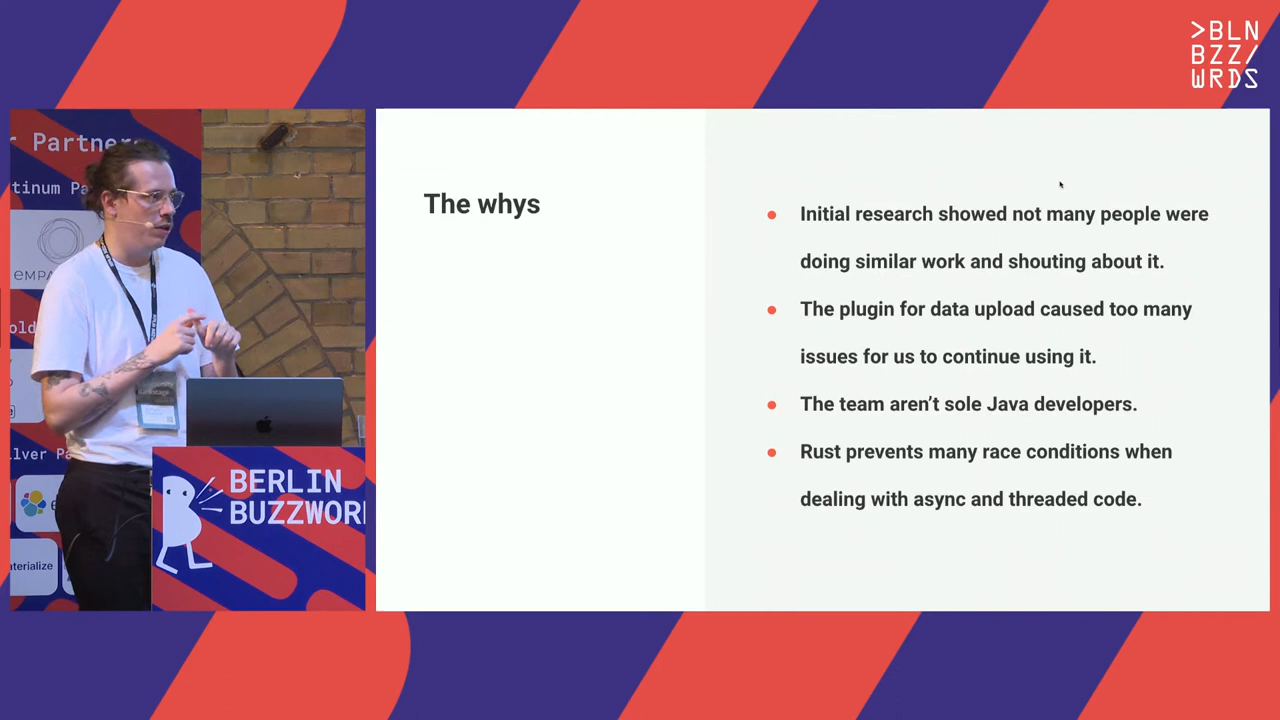 >BLN
BZZ/
WRDS
r Partners
tinum Pa
EMPA
old
ilver Pa
terialize
BERLIN
BUZZWOR
The whys
Initial research showed not many people were
doing similar work and shouting about it.
The plugin for data upload caused too many
issues for us to continue using it.
The team aren’t sole Java developers.
Rust prevents many race conditions when
dealing with async and threaded code.